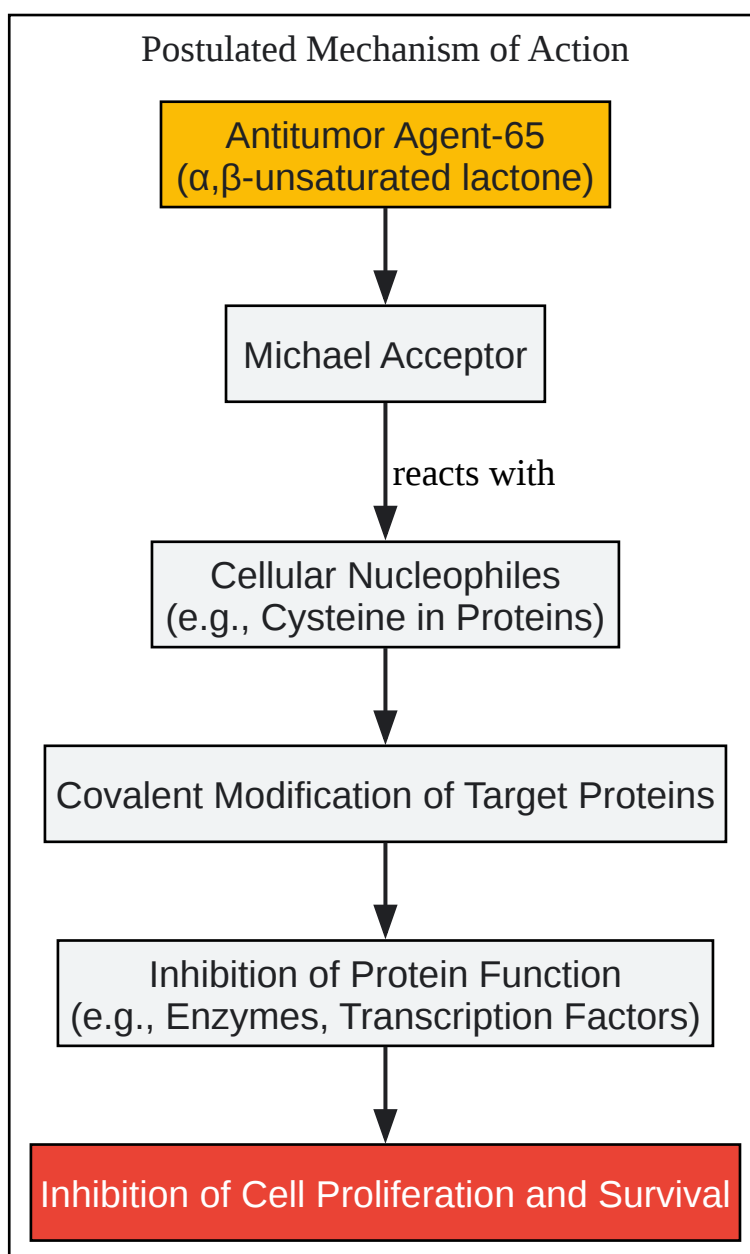 Postulated Mechanism of Action
Antitumor Agent-65
(α,β-unsaturated lactone)
Michael Acceptor
reacts with
Cellular Nucleophiles
(e.g., Cysteine in Proteins)
Covalent Modification of Target Proteins
Inhibition of Protein Function
(e.g., Enzymes, Transcription Factors)
Inhibition of Cell Proliferation and Survival